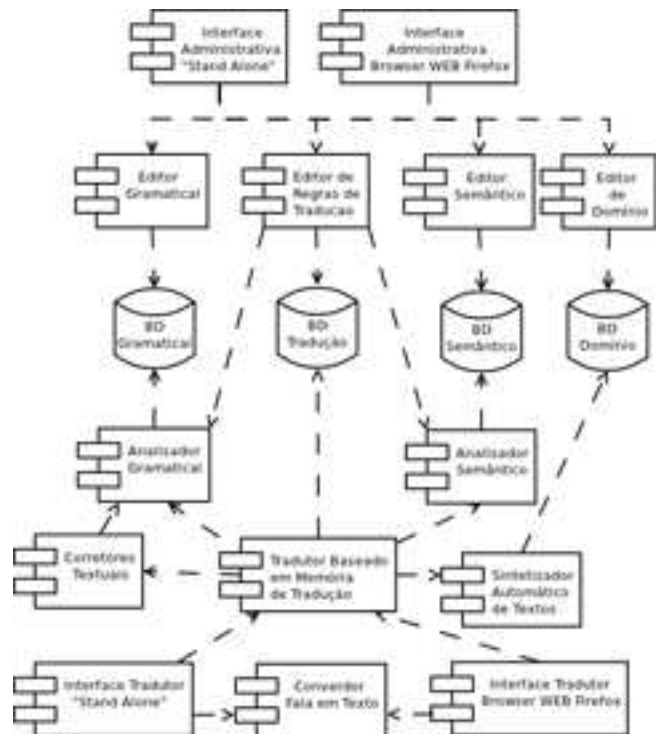 Interface
Administrativa
"Stand Alone"
Interface
Administrativa
Browser WEB Firefox
Editor
Gramatical
Editor de
Regras de
Traducao
Editor
Semântico
Editor
de
Domínio
BD
Gramatical
BD
Tradução
BD
Semântico
BD
Domínio
Analisador
Gramatical
Analisador
Semântico
Corretores
Textuais
Tradutor Baseado
em Memória
de Tradução
Sintetizador
Automático
de Textos
Interface Tradutor
"Stand Alone"
Converdor
Fala em Texto
Interface Tradutor
Browser WEB Firefox